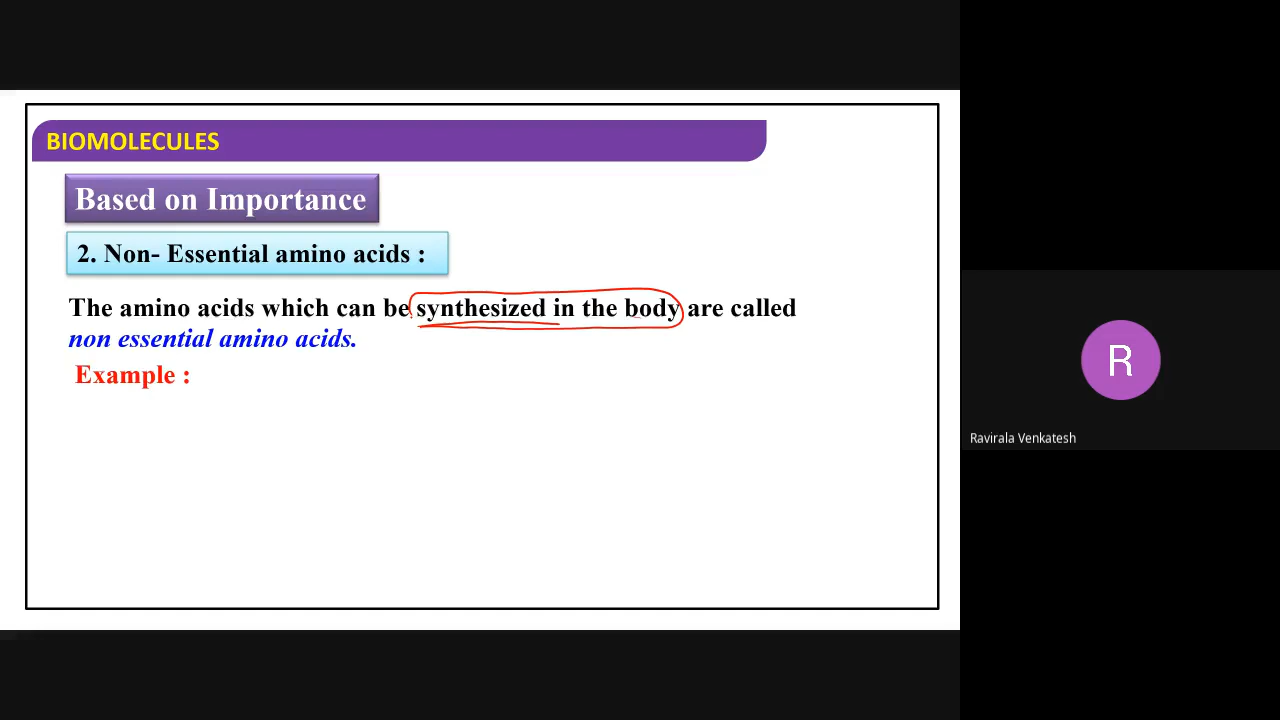 BIOMOLECULES
Based on Importance
2. Non- Essential amino acids :
The amino acids which can be synthesized in the body are called
non essential amino acids.
Example :
R
Ravirala Venkatesh